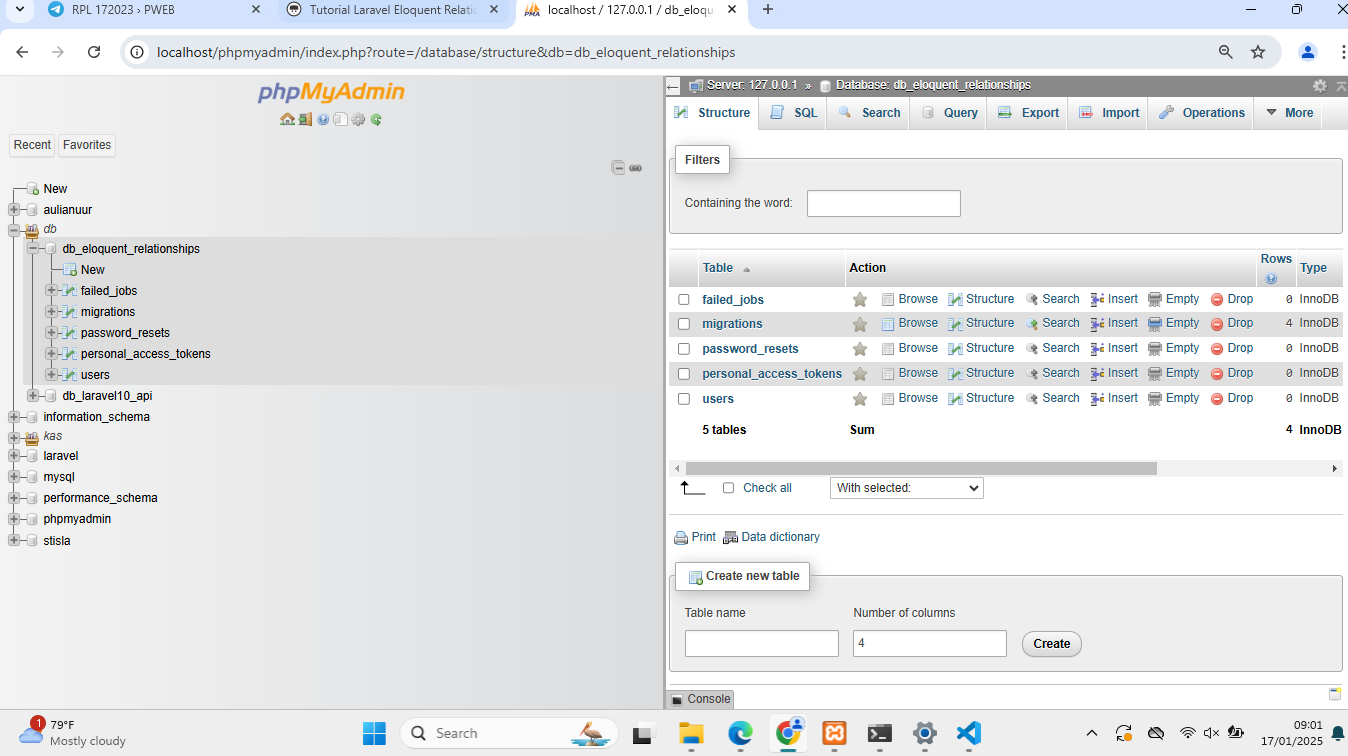 RPL 172023 › PWEB
Tutorial Laravel Eloquent Relatio
localhost / 127.0.0.1 / db_eloque
localhost/phpmyadmin/index.php?route=/database/structure&db=db_eloquent_relationships
phpMyAdmin
Recent Favorites
New
aulianuur
db
db_eloquent_relationships
New
failed_jobs
migrations
password_resets
personal_access_tokens
users
db_laravel10_api
information_schema
kas
laravel
mysql
performance_schema
phpmyadmin
stisla
Server: 127.0.0.1 » Database: db_eloquent_relationships
Structure SQL Search Query Export Import Operations More
Filters
Containing the word:
Table Action Rows Type
failed_jobs Browse Structure Search Insert Empty Drop 0 InnoDB
migrations Browse Structure Search Insert Empty Drop 4 InnoDB
password_resets Browse Structure Search Insert Empty Drop 0 InnoDB
personal_access_tokens Browse Structure Search Insert Empty Drop 0 InnoDB
users Browse Structure Search Insert Empty Drop 0 InnoDB
5 tables Sum 4 InnoDB
Check all With selected:
Print Data dictionary
Create new table
Table name Number of columns
4 Create
Console
1 79°F
Mostly cloudy
Search
09:01
17/01/2025